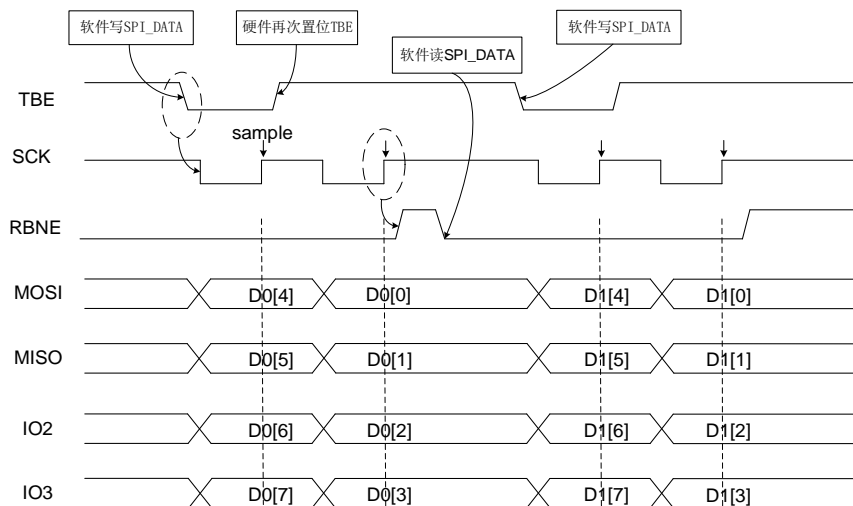 软件写SPI_DATA
硬件再次置位TBE
软件读SPI_DATA
软件写SPI_DATA
TBE
sample
SCK
RBNE
MOSI D0[4] D0[0] D1[4] D1[0]
MISO D0[5] D0[1] D1[5] D1[1]
IO2 D0[6] D0[2] D1[6] D1[2]
IO3 D0[7] D0[3] D1[7] D1[3]